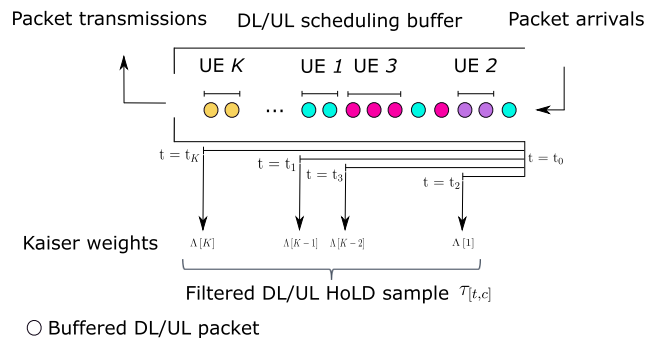 Packet transmissions DL/UL scheduling buffer Packet arrivals
UE K UE 1 UE 3 UE 2
...
t = t_K t = t_1 t = t_3 t = t_2 t = t_0
Kaiser weights Λ[K] Λ[K−1] Λ[K−2] Λ[1]
Filtered DL/UL HoLD sample τ_[t,c]
Buffered DL/UL packet